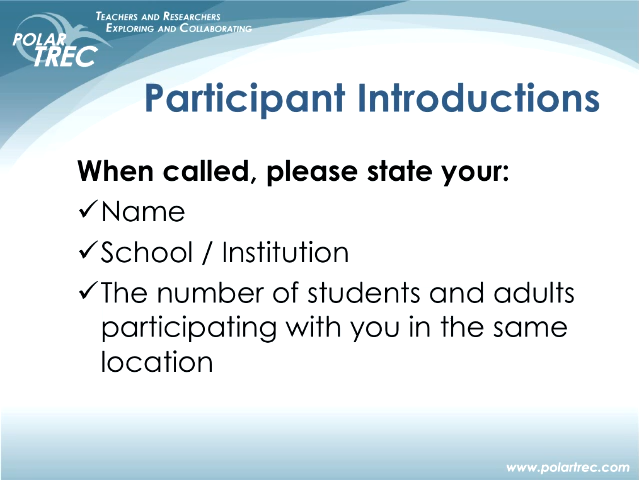 TEACHERS AND RESEARCHERS
EXPLORING AND COLLABORATING
POLAR
TREC
Participant Introductions
When called, please state your:
✓Name
✓School / Institution
✓The number of students and adults
participating with you in the same
location
www.polartrec.com